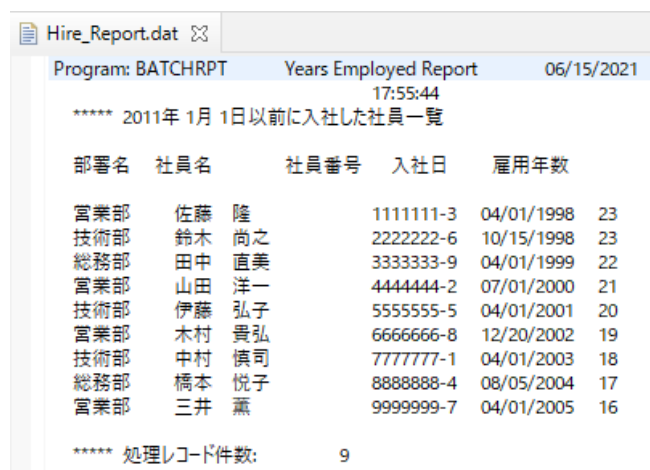 Hire_Report.dat
Program: BATCHRPT Years Employed Report 06/15/2021
17:55:44
***** 2011年 1月 1日以前に入社した社員一覧
部署名 社員名 社員番号 入社日 雇用年数
営業部 佐藤 隆 1111111-3 04/01/1998 23
技術部 鈴木 尚之 2222222-6 10/15/1998 23
総務部 田中 直美 3333333-9 04/01/1999 22
営業部 山田 洋一 4444444-2 07/01/2000 21
技術部 伊藤 弘子 5555555-5 04/01/2001 20
営業部 木村 貴弘 6666666-8 12/20/2002 19
技術部 中村 慎司 7777777-1 04/01/2003 18
総務部 橋本 悦子 8888888-4 08/05/2004 17
営業部 三井 薫 9999999-7 04/01/2005 16
***** 処理レコード件数: 9